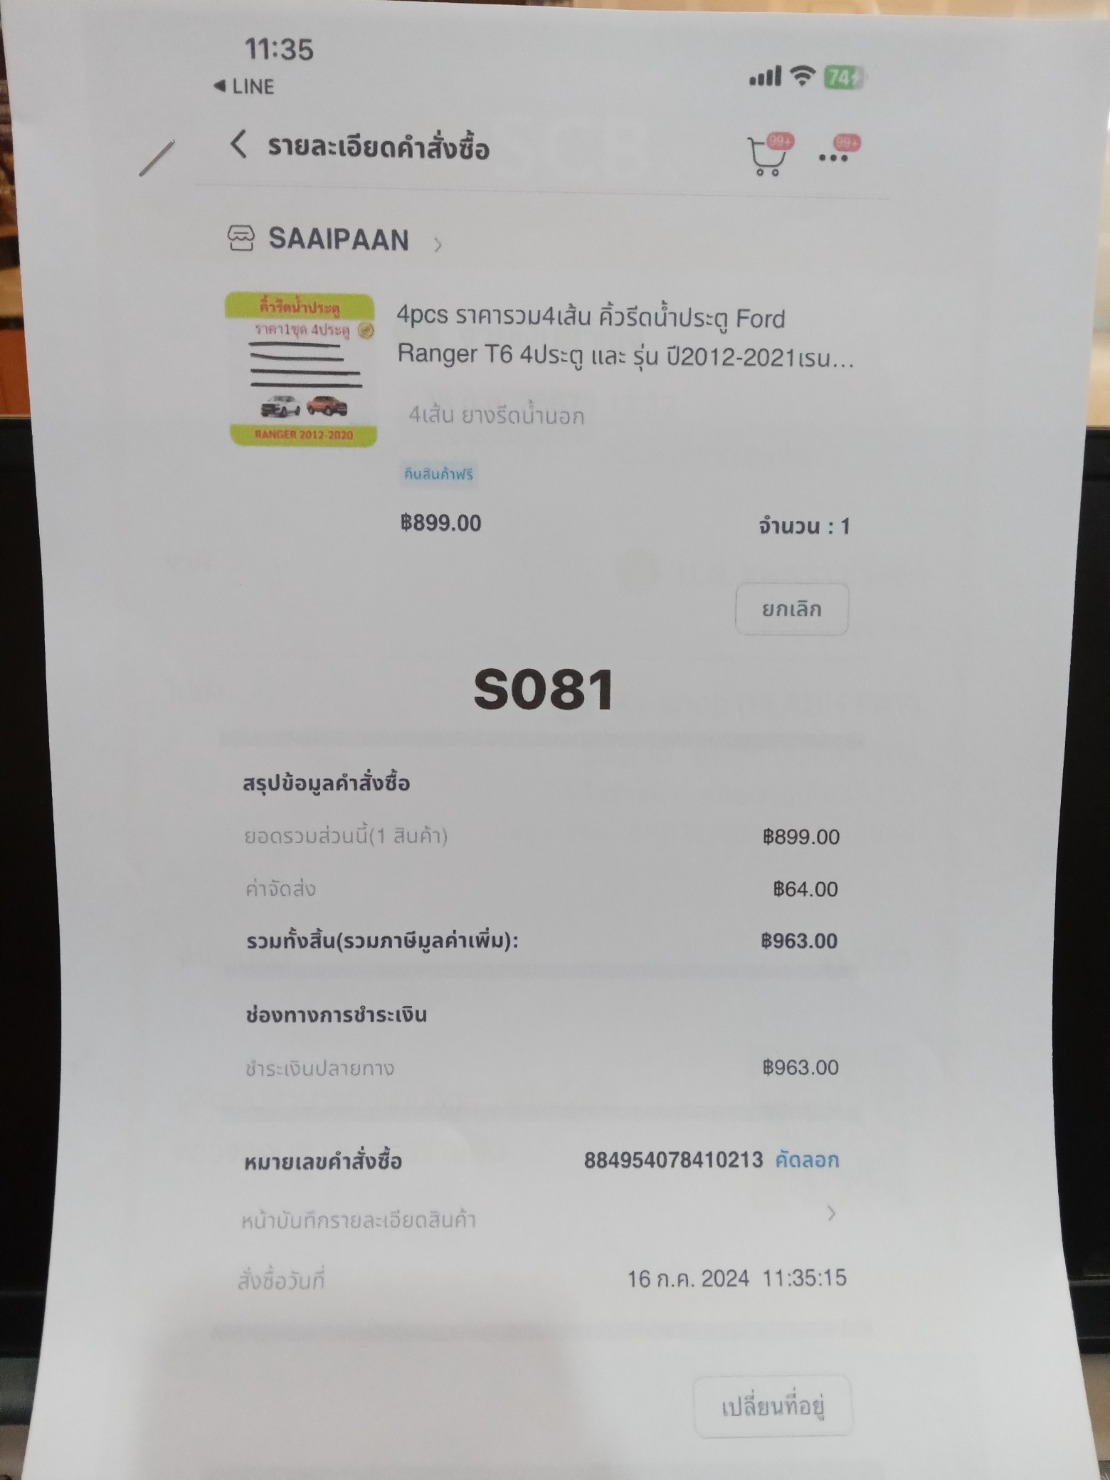 11:35
◀ LINE
74
รายละเอียดคำสั่งซื้อ
99+
99+
SAAIPAAN
คิ้วรีดน้ำประตู
ราคา1ชุด 4ประตู
RANGER 2012-2020
4pcs ราคารวม4เส้น คิ้วรีดน้ำประตู Ford
Ranger T6 4ประตู และ รุ่น ปี2012-2021เรน...
4เส้น ยางรีดน้ำนอก
คืนสินค้าฟรี
฿899.00 จำนวน : 1
ยกเลิก
S081
สรุปข้อมูลคำสั่งซื้อ
ยอดรวมส่วนนี้(1 สินค้า) ฿899.00
ค่าจัดส่ง ฿64.00
รวมทั้งสิ้น(รวมภาษีมูลค่าเพิ่ม): ฿963.00
ช่องทางการชำระเงิน
ชำระเงินปลายทาง ฿963.00
หมายเลขคำสั่งซื้อ 884954078410213 คัดลอก
หน้าบันทึกรายละเอียดสินค้า
สั่งซื้อวันที่ 16 ก.ค. 2024 11:35:15
เปลี่ยนที่อยู่